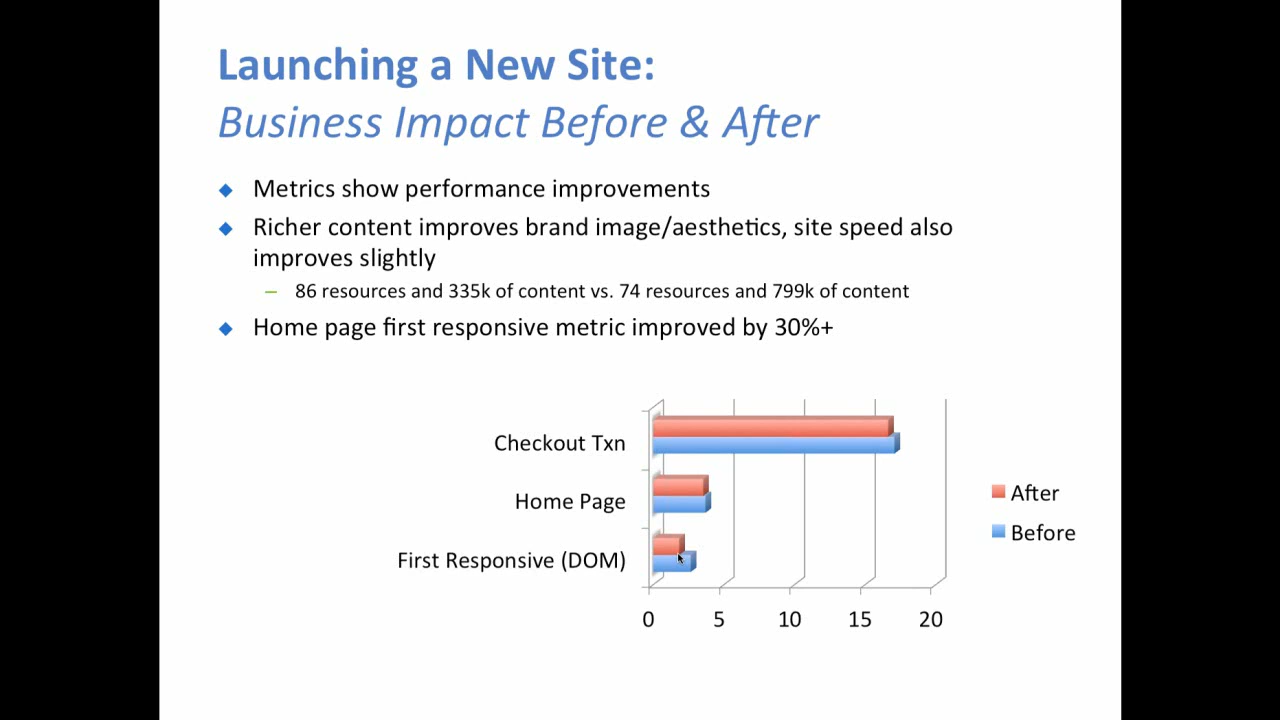 Launching a New Site:
Business Impact Before & After
Metrics show performance improvements
Richer content improves brand image/aesthetics, site speed also
improves slightly
– 86 resources and 335k of content vs. 74 resources and 799k of content
Home page first responsive metric improved by 30%+
Checkout Txn
Home Page
First Responsive (DOM)
After
Before
0 5 10 15 20